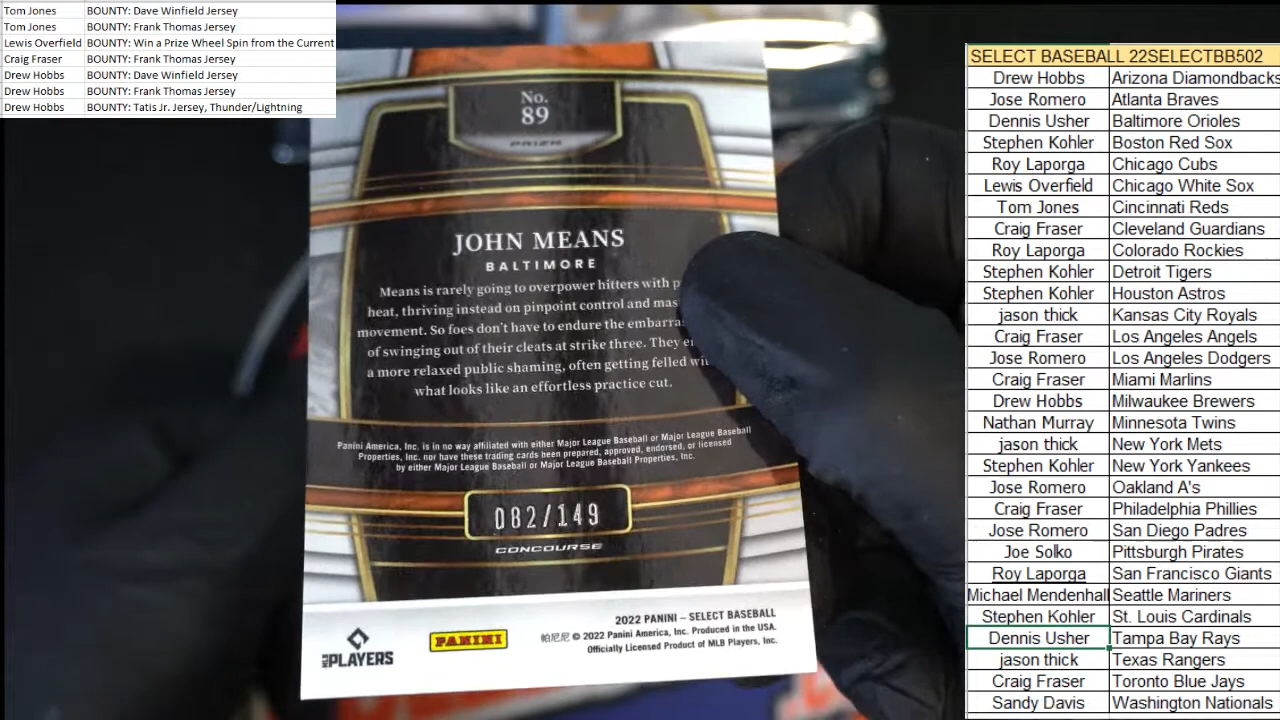 Tom Jones BOUNTY: Dave Winfield Jersey
Tom Jones BOUNTY: Frank Thomas Jersey
Lewis Overfield BOUNTY: Win a Prize Wheel Spin from the Current
Craig Fraser BOUNTY: Frank Thomas Jersey
Drew Hobbs BOUNTY: Dave Winfield Jersey
Drew Hobbs BOUNTY: Frank Thomas Jersey
Drew Hobbs BOUNTY: Tatis Jr. Jersey, Thunder/Lightning
No.
89
PRIZM
JOHN MEANS
BALTIMORE
Means is rarely going to overpower hitters with
heat, thriving instead on pinpoint control and
movement. So foes don't have to endure the
of swinging out of their cleats at strike three. They
a more relaxed public shaming, often getting felled
what looks like an effortless practice cut.
Panini America, Inc. is in no way affiliated with either Major League Baseball or Major League Baseball
Properties, Inc. nor have these trading cards been prepared, approved, endorsed, or licensed
by either Major League Baseball or Major League Baseball Properties, Inc.
082/149
CONCOURSE
2022 PANINI – SELECT BASEBALL
帕尼尼 © 2022 Panini America, Inc. Produced in the USA.
Officially Licensed Product of MLB Players, Inc.
PLAYERS
PANINI
SELECT BASEBALL 22SELECTBB502
Drew Hobbs Arizona Diamondbacks
Jose Romero Atlanta Braves
Dennis Usher Baltimore Orioles
Stephen Kohler Boston Red Sox
Roy Laporga Chicago Cubs
Lewis Overfield Chicago White Sox
Tom Jones Cincinnati Reds
Craig Fraser Cleveland Guardians
Roy Laporga Colorado Rockies
Stephen Kohler Detroit Tigers
Stephen Kohler Houston Astros
jason thick Kansas City Royals
Craig Fraser Los Angeles Angels
Jose Romero Los Angeles Dodgers
Craig Fraser Miami Marlins
Drew Hobbs Milwaukee Brewers
Nathan Murray Minnesota Twins
jason thick New York Mets
Stephen Kohler New York Yankees
Jose Romero Oakland A's
Craig Fraser Philadelphia Phillies
Jose Romero San Diego Padres
Joe Solko Pittsburgh Pirates
Roy Laporga San Francisco Giants
Michael Mendenhall Seattle Mariners
Stephen Kohler St. Louis Cardinals
Dennis Usher Tampa Bay Rays
jason thick Texas Rangers
Craig Fraser Toronto Blue Jays
Sandy Davis Washington Nationals